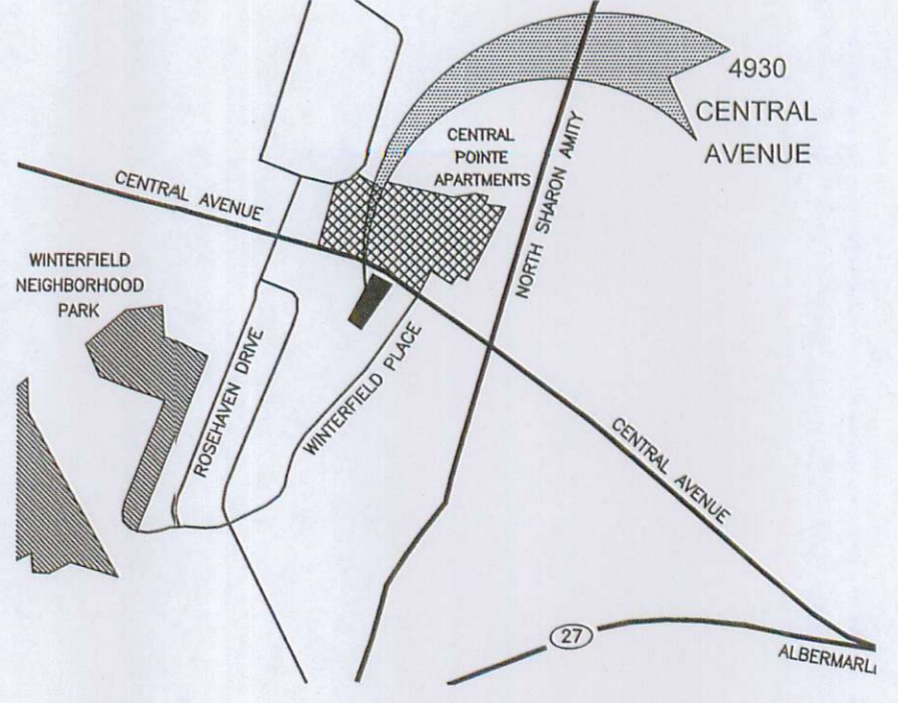 4930
CENTRAL
AVENUE
CENTRAL
POINTE
APARTMENTS
NORTH SHARON AMITY
CENTRAL AVENUE
WINTERFIELD
NEIGHBORHOOD
PARK
ROSEHAVEN DRIVE
WINTERFIELD PLACE
CENTRAL AVENUE
27
ALBERMARL